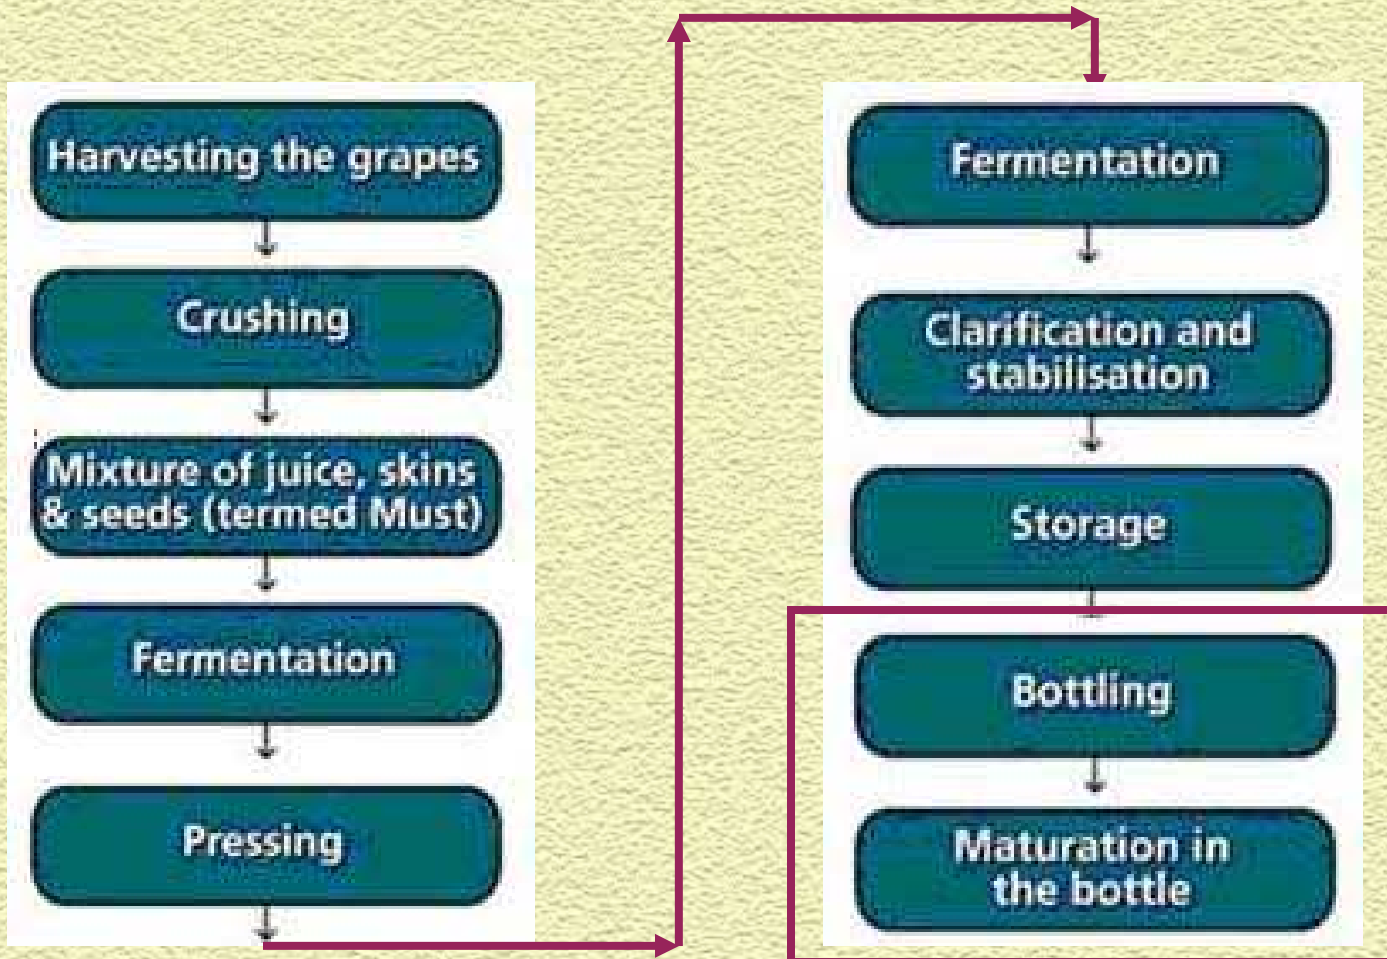 Harvesting the grapes
Crushing
Mixture of juice, skins
& seeds (termed Must)
Fermentation
Pressing
Fermentation
Clarification and
stabilisation
Storage
Bottling
Maturation in
the bottle